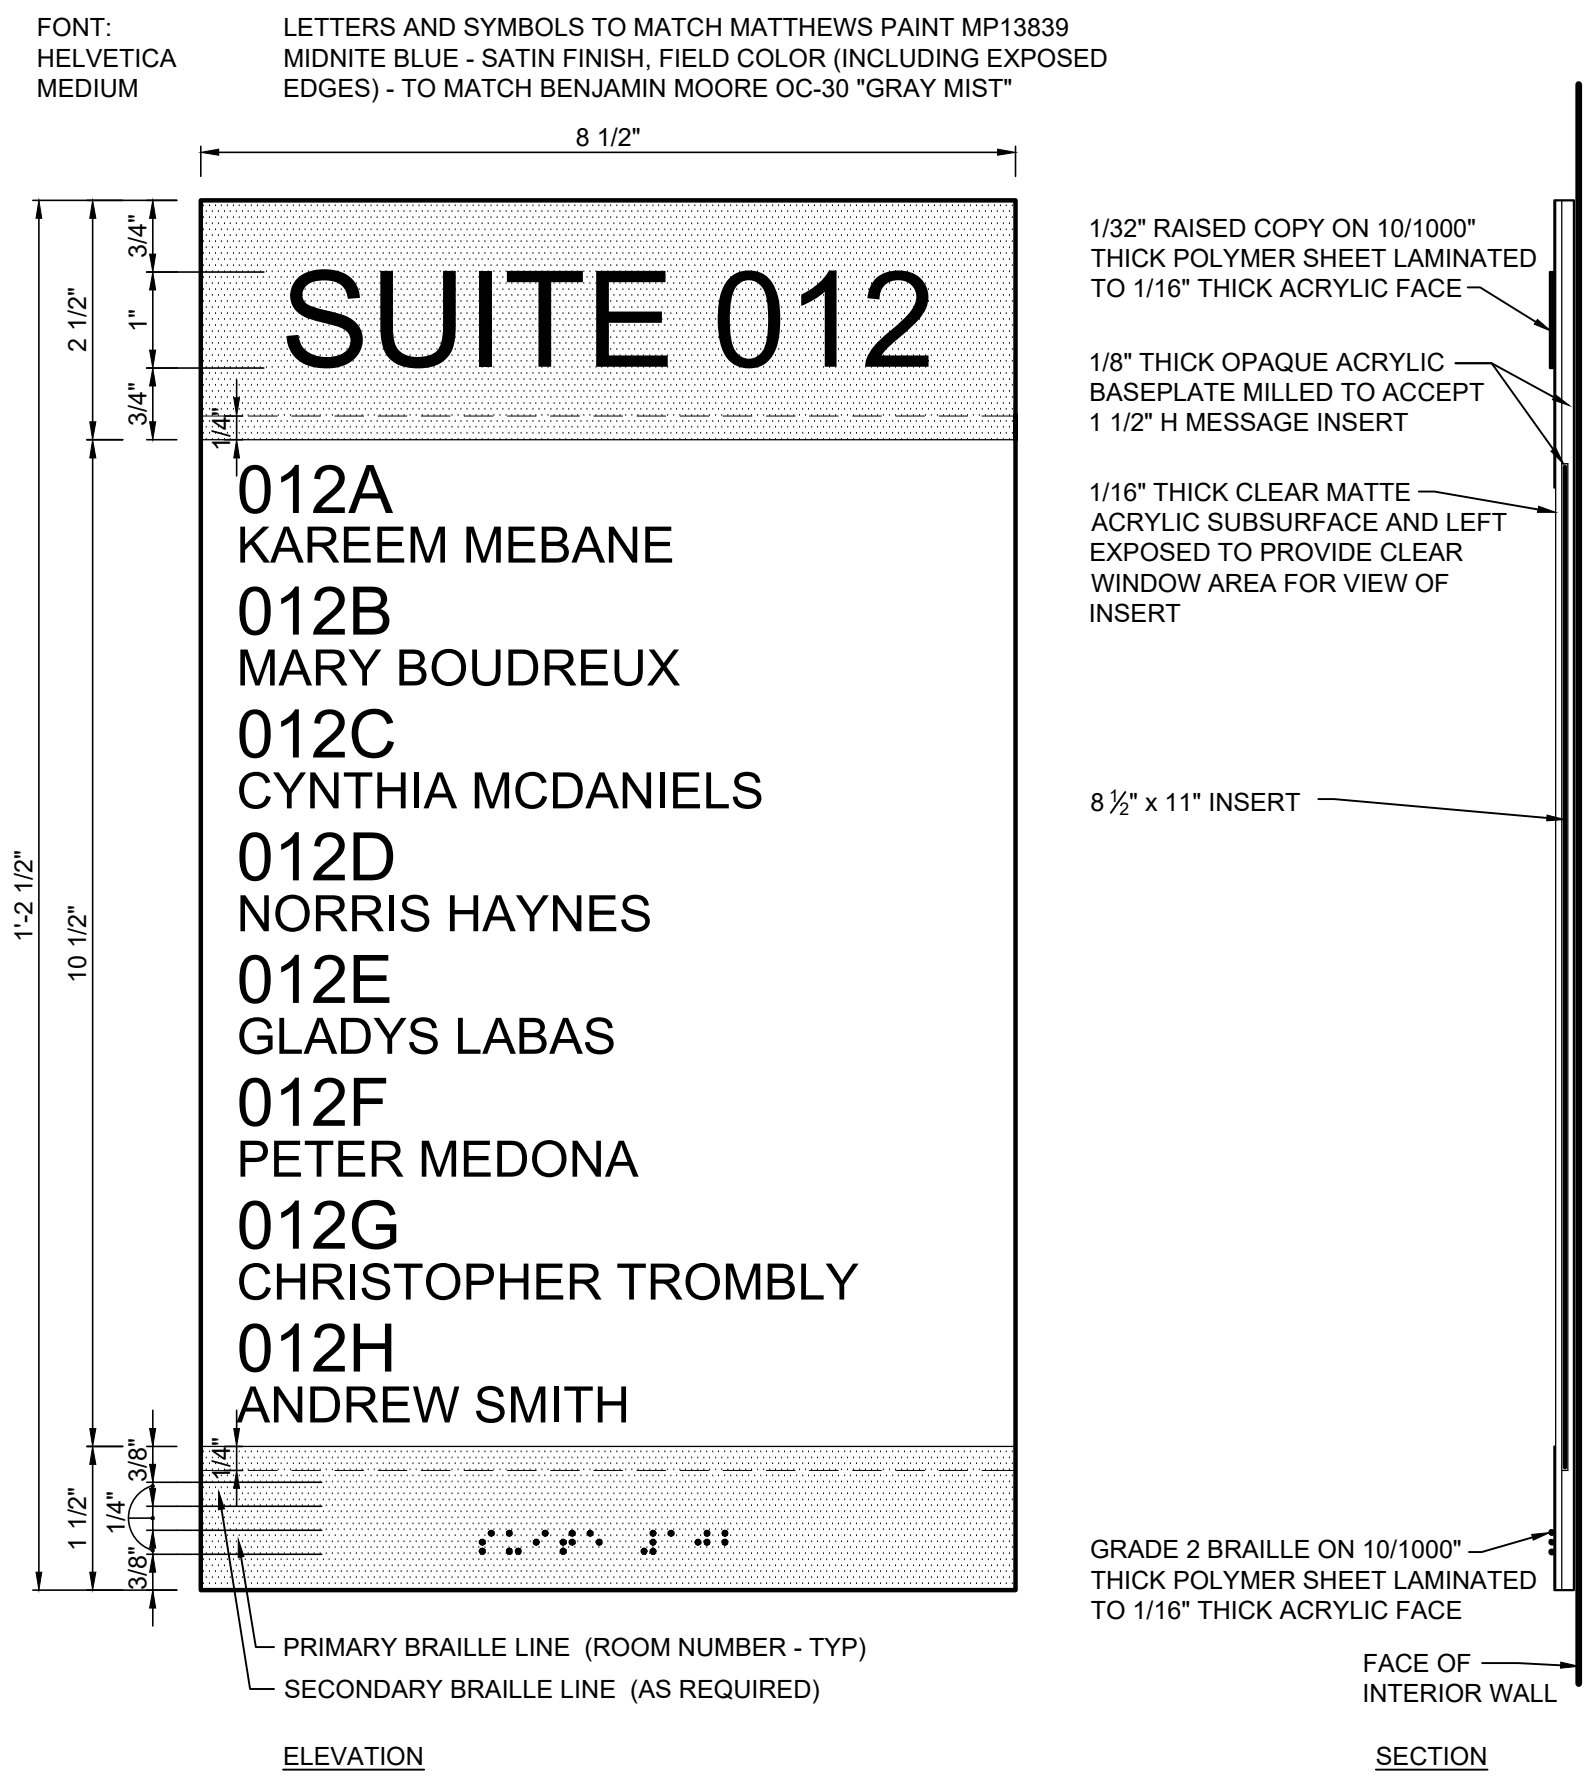 FONT:
HELVETICA
MEDIUM
LETTERS AND SYMBOLS TO MATCH MATTHEWS PAINT MP13839
MIDNITE BLUE - SATIN FINISH, FIELD COLOR (INCLUDING EXPOSED
EDGES) - TO MATCH BENJAMIN MOORE OC-30 "GRAY MIST"
8 1/2"
1'-2 1/2"
2 1/2"
3/4"
1"
3/4"
1/4"
SUITE 012
10 1/2"
012A
KAREEM MEBANE
012B
MARY BOUDREUX
012C
CYNTHIA MCDANIELS
012D
NORRIS HAYNES
012E
GLADYS LABAS
012F
PETER MEDONA
012G
CHRISTOPHER TROMBLY
012H
ANDREW SMITH
1 1/2"
3/8"
1/4"
3/8"
1/4"
⠎⠥⠊⠞⠑ ⠼⠁⠚⠃
PRIMARY BRAILLE LINE (ROOM NUMBER - TYP)
SECONDARY BRAILLE LINE (AS REQUIRED)
ELEVATION
1/32" RAISED COPY ON 10/1000"
THICK POLYMER SHEET LAMINATED
TO 1/16" THICK ACRYLIC FACE
1/8" THICK OPAQUE ACRYLIC
BASEPLATE MILLED TO ACCEPT
1 1/2" H MESSAGE INSERT
1/16" THICK CLEAR MATTE
ACRYLIC SUBSURFACE AND LEFT
EXPOSED TO PROVIDE CLEAR
WINDOW AREA FOR VIEW OF
INSERT
8 ½" x 11" INSERT
GRADE 2 BRAILLE ON 10/1000"
THICK POLYMER SHEET LAMINATED
TO 1/16" THICK ACRYLIC FACE
FACE OF
INTERIOR WALL
SECTION